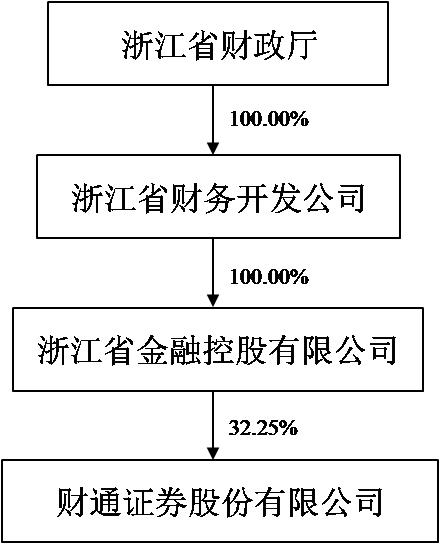 浙江省财政厅
100.00%
浙江省财务开发公司
100.00%
浙江省金融控股有限公司
32.25%
财通证券股份有限公司